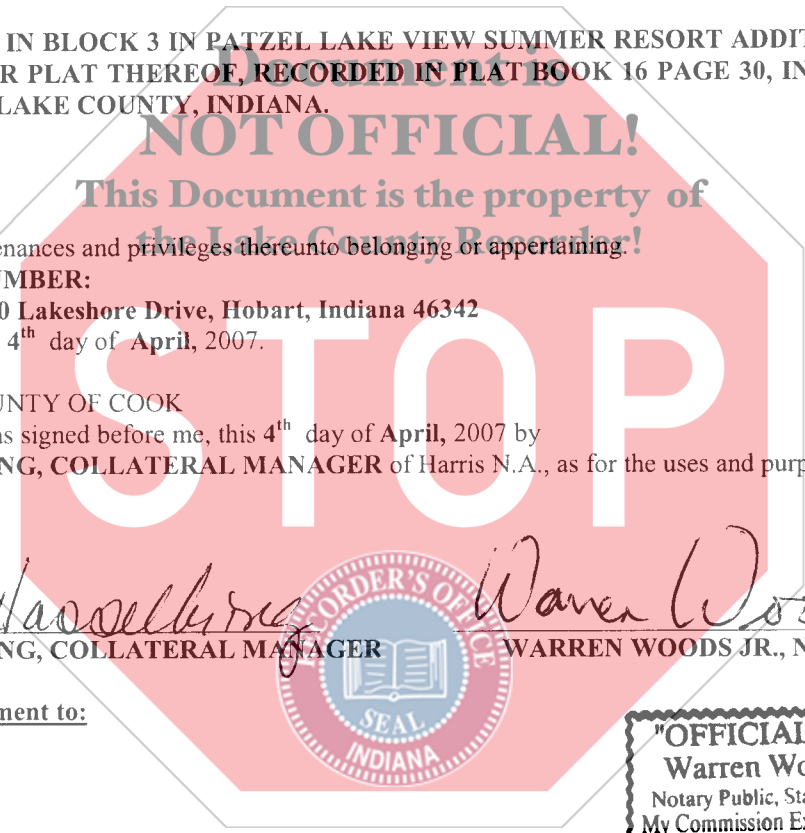 IN BLOCK 3 IN PATZEL LAKE VIEW SUMMER RESORT ADDIT
Document is
R PLAT THEREOF, RECORDED IN PLAT BOOK 16 PAGE 30, IN
LAKE COUNTY, INDIANA.
NOT OFFICIAL!
This Document is the property of
the Lake County Recorder!
enances and privileges thereunto belonging or appertaining.
UMBER:
0 Lakeshore Drive, Hobart, Indiana 46342
4th day of April, 2007.
STOP
UNTY OF COOK
as signed before me, this 4th day of April, 2007 by
NG, COLLATERAL MANAGER of Harris N.A., as for the uses and purp
Warren Wo
NG, COLLATERAL MANAGER
WARREN WOODS JR., N
RECORDER'S OFFICE
SEAL
INDIANA
ment to:
"OFFICIAL
Warren Wo
Notary Public, Sta
My Commission Ex